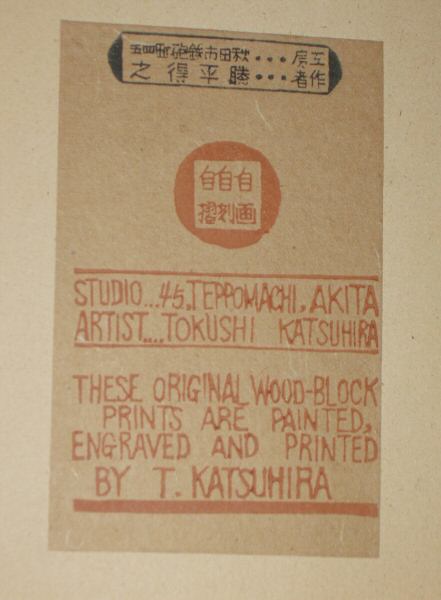 工房...秋田市鉄砲町四五
作者...勝平得之
自画
自刻
自摺
STUDIO...45, TEPPOMACHI, AKITA
ARTIST....TOKUSHI KATSUHIRA
THESE ORIGINAL WOOD-BLOCK
PRINTS ARE PAINTED,
ENGRAVED AND PRINTED
BY T. KATSUHIRA